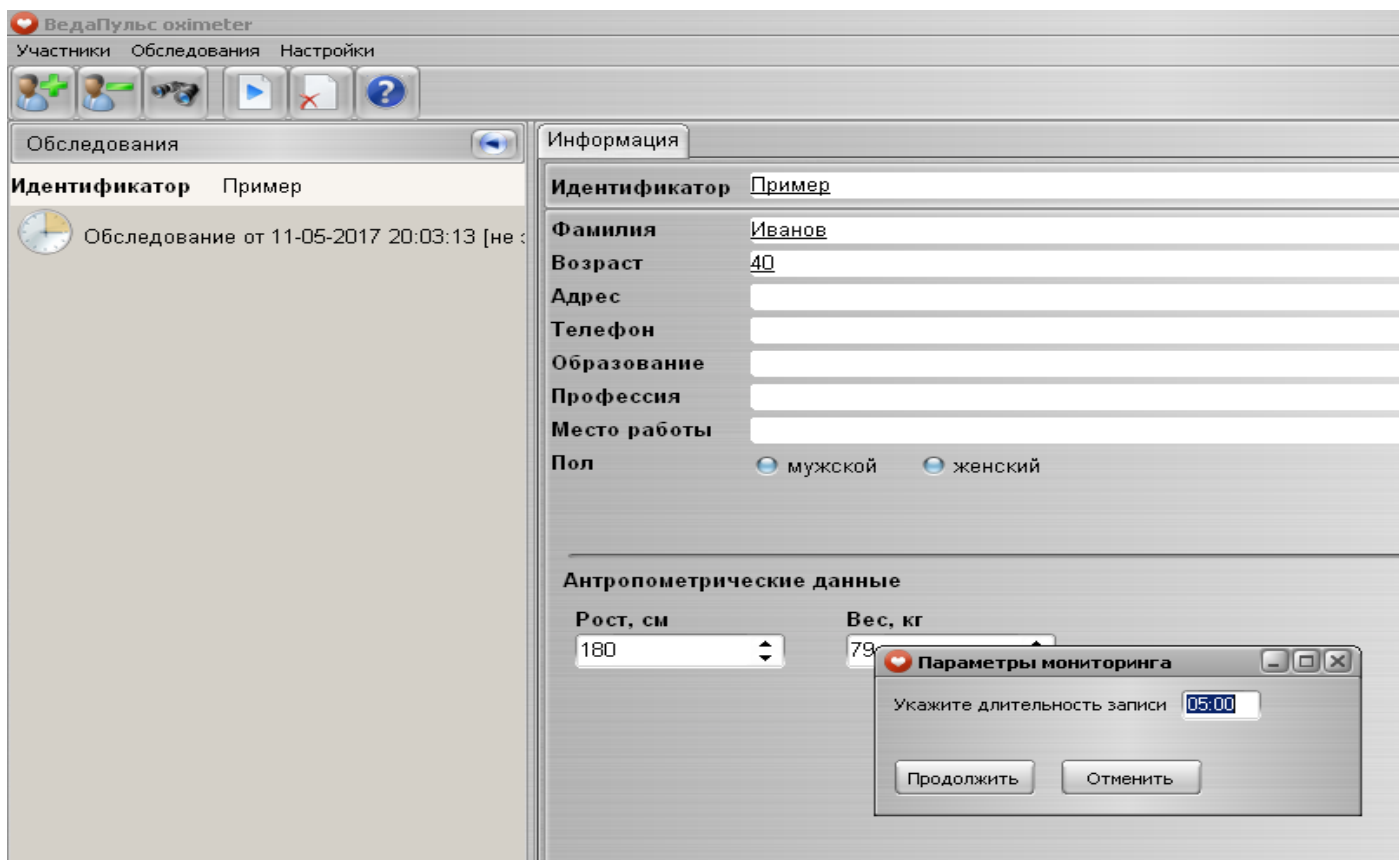 ВедаПульс oximeter
Участники Обследования Настройки
Обследования
Идентификатор Пример
Обследование от 11-05-2017 20:03:13 [не
Информация
Идентификатор Пример
Фамилия Иванов
Возраст 40
Адрес
Телефон
Образование
Профессия
Место работы
Пол мужской женский
Антропометрические данные
Рост, см Вес, кг
180 79
Параметры мониторинга
Укажите длительность записи 05:00
Продолжить Отменить